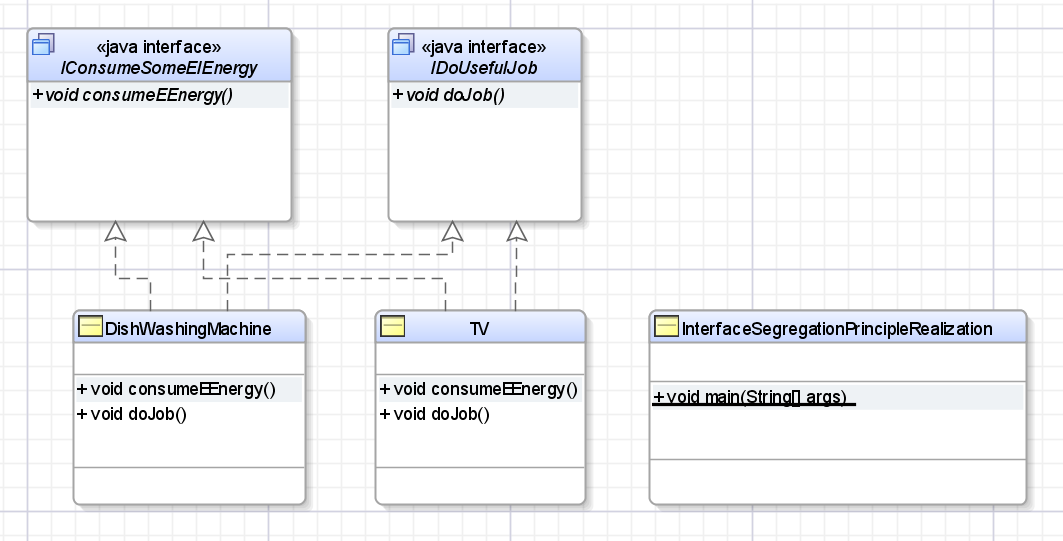 «java interface»
IConsumeSomeElEnergy
+ void consumeEEnergy()
«java interface»
IDoUsefulJob
+ void doJob()
DishWashingMachine
+ void consumeEEnergy()
+ void doJob()
TV
+ void consumeEEnergy()
+ void doJob()
InterfaceSegregationPrincipleRealization
+ void main(String[] args)